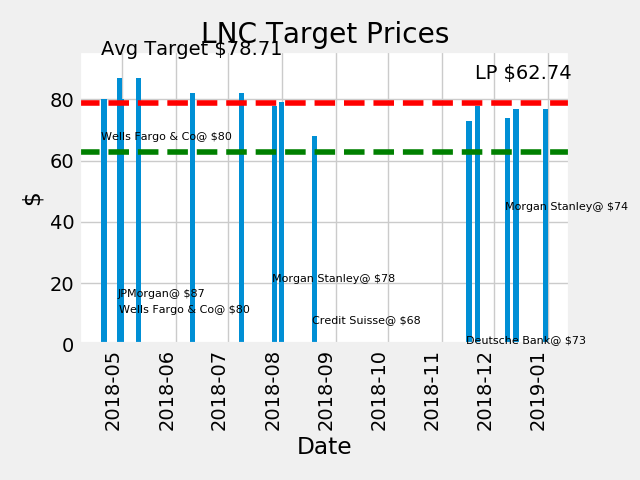 LNC Target Prices
Avg Target $78.71
LP $62.74
80
Wells Fargo & Co@ $80
60
$
40
Morgan Stanley@ $74
20
Morgan Stanley@ $78
JPMorgan@ $87
Wells Fargo & Co@ $80
Credit Suisse@ $68
Deutsche Bank@ $73
0
2018-05
2018-06
2018-07
2018-08
2018-09
2018-10
2018-11
2018-12
2019-01
Date